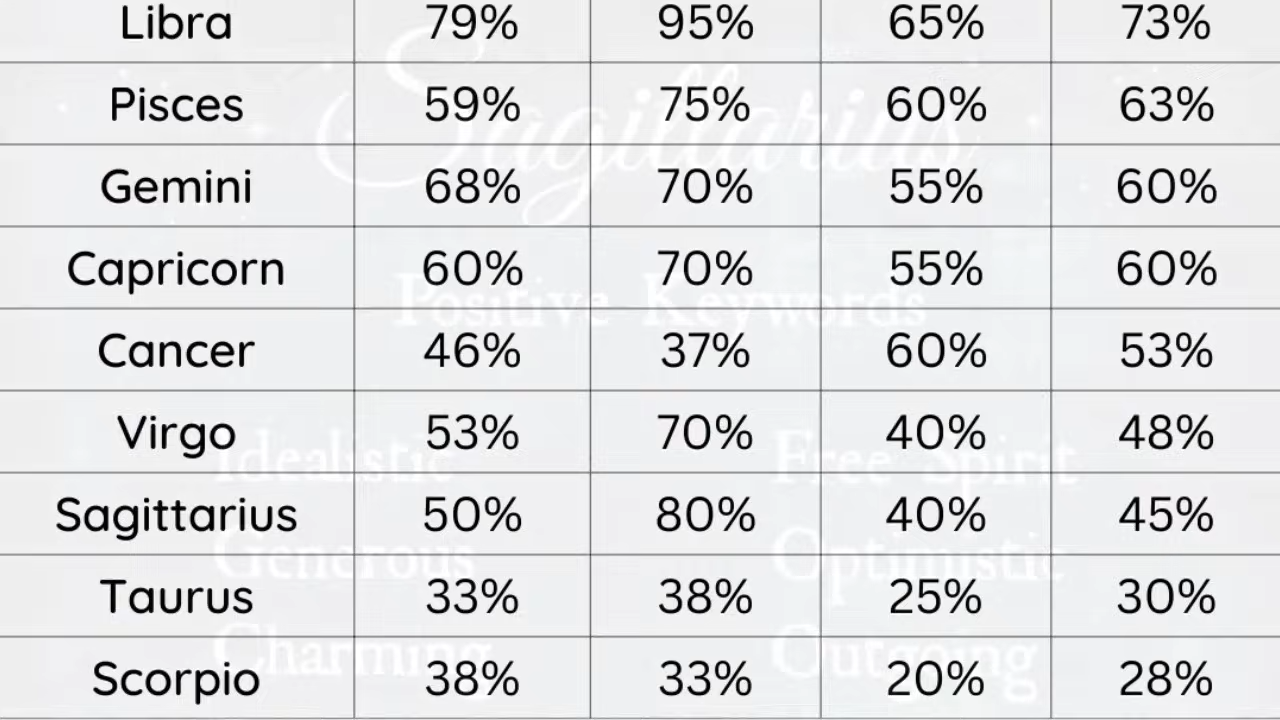 Libra 79% 95% 65% 73%
Sagittarius
Pisces 59% 75% 60% 63%
Gemini 68% 70% 55% 60%
Capricorn 60% 70% 55% 60%
Positive Keywords
Cancer 46% 37% 60% 53%
Virgo 53% 70% 40% 48%
Idealistic Free Spirit
Sagittarius 50% 80% 40% 45%
Generous Optimistic
Taurus 33% 38% 25% 30%
Charming Outgoing
Scorpio 38% 33% 20% 28%